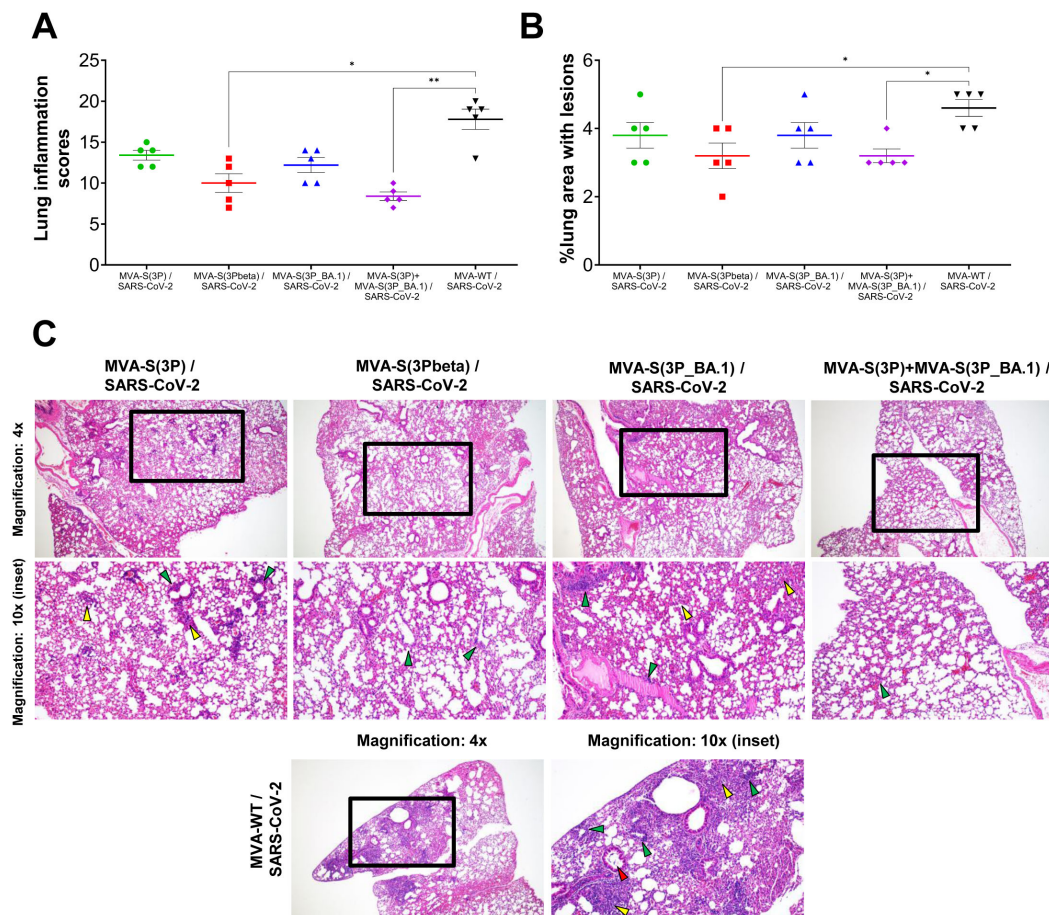 A
Lung inflammation
scores
25
20
15
10
5
0
*
**
MVA-S(3P) /
SARS-CoV-2
MVA-S(3Pbeta) /
SARS-CoV-2
MVA-S(3P_BA.1) /
SARS-CoV-2
MVA-S(3P)+
MVA-S(3P_BA.1) /
SARS-CoV-2
MVA-WT /
SARS-CoV-2
B
%lung area with lesions
6
4
2
0
*
*
MVA-S(3P) /
SARS-CoV-2
MVA-S(3Pbeta) /
SARS-CoV-2
MVA-S(3P_BA.1) /
SARS-CoV-2
MVA-S(3P)+
MVA-S(3P_BA.1) /
SARS-CoV-2
MVA-WT /
SARS-CoV-2
C
MVA-S(3P) /
SARS-CoV-2
MVA-S(3Pbeta) /
SARS-CoV-2
MVA-S(3P_BA.1) /
SARS-CoV-2
MVA-S(3P)+MVA-S(3P_BA.1) /
SARS-CoV-2
Magnification: 4x
Magnification: 10x (inset)
Magnification: 4x
Magnification: 10x (inset)
MVA-WT /
SARS-CoV-2